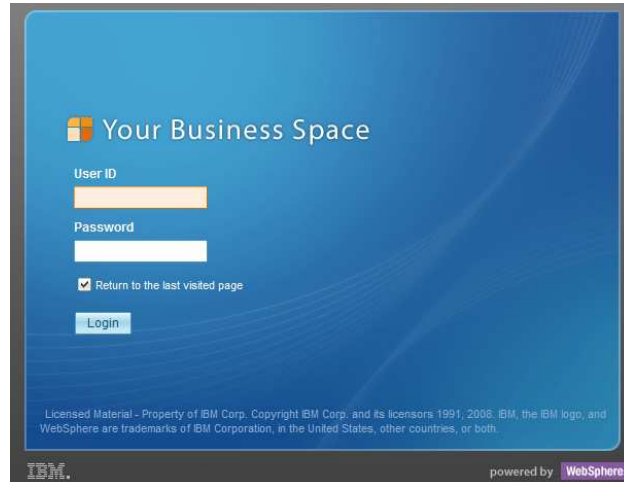 Your Business Space
User ID
Password
Return to the last visited page
Login
Licensed Material - Property of IBM Corp. Copyright IBM Corp. and its licensors 1991, 2008. IBM, the IBM logo, and
WebSphere are trademarks of IBM Corporation, in the United States, other countries, or both.
IBM.
powered by WebSphere